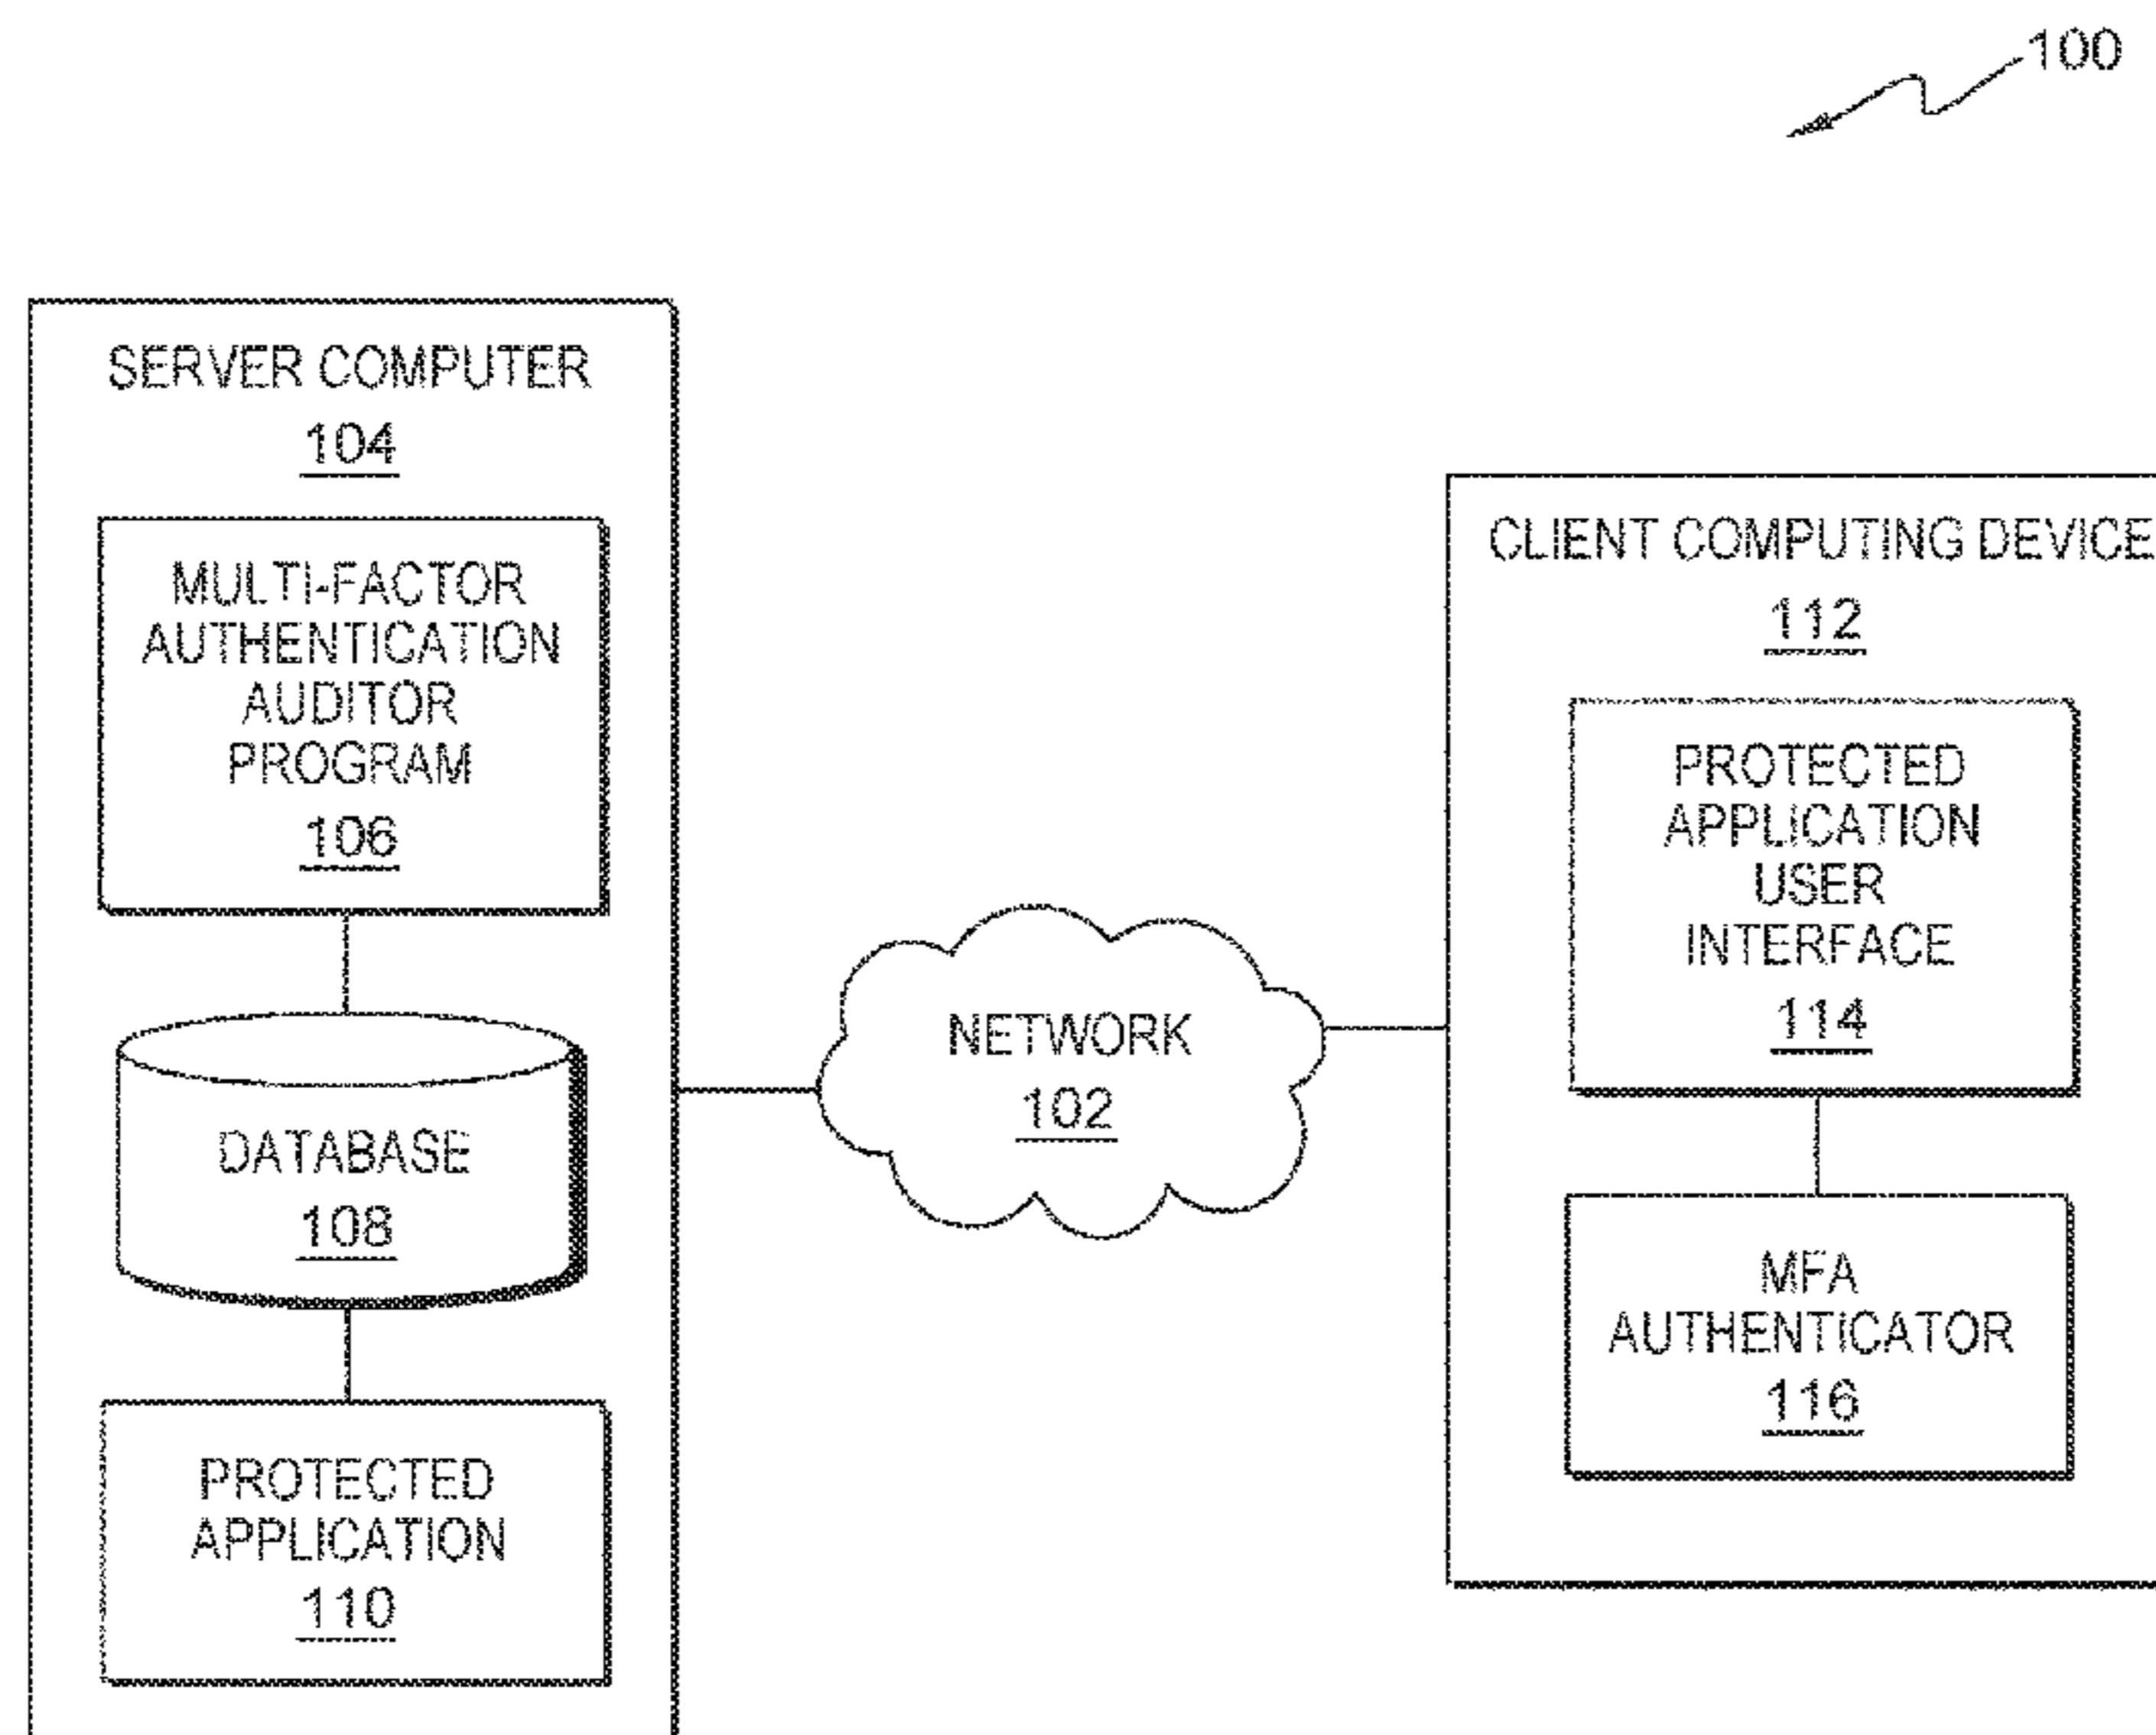 100
SERVER COMPUTER
104
MULTI-FACTOR
AUTHENTICATION
AUDITOR
PROGRAM
106
DATABASE
108
PROTECTED
APPLICATION
110
NETWORK
102
CLIENT COMPUTING DEVICE
112
PROTECTED
APPLICATION
USER
INTERFACE
114
MFA
AUTHENTICATOR
116